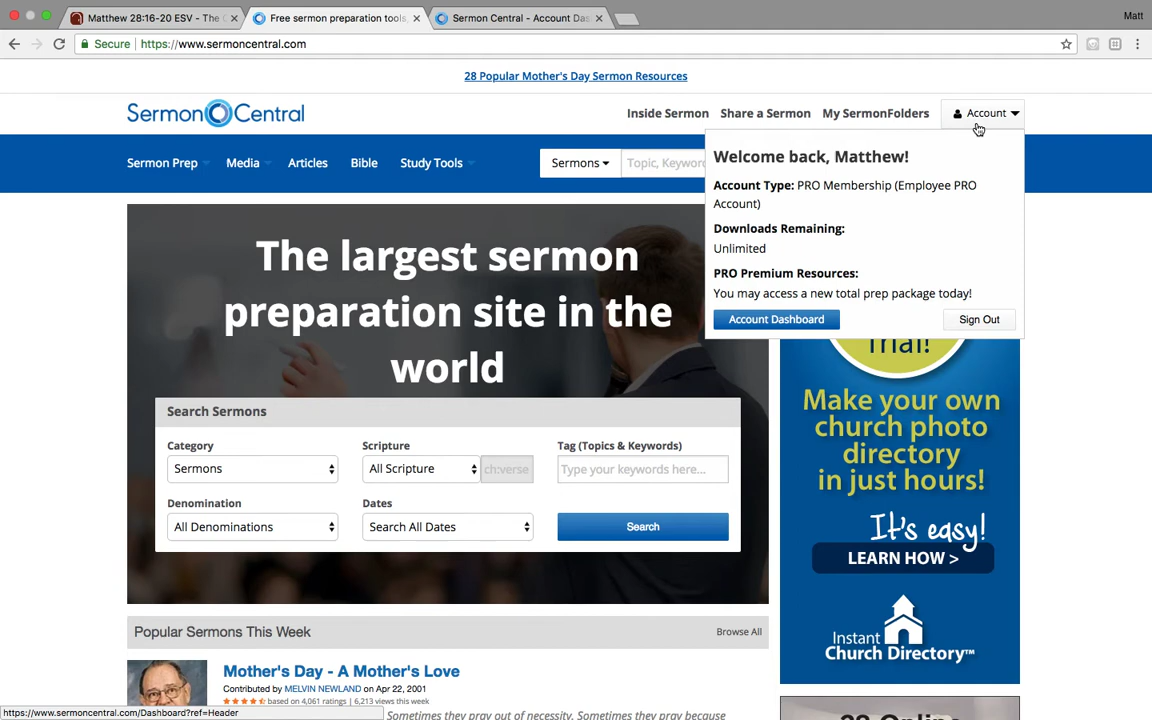 Matt
Matthew 28:16-20 ESV - The
Free sermon preparation tools,
Sermon Central - Account Das
Secure
https://www.sermoncentral.com
28 Popular Mother's Day Sermon Resources
Sermon Central
Inside Sermon
Share a Sermon
My SermonFolders
Account
Sermon Prep
Media
Articles
Bible
Study Tools
Sermons
Topic, Keywor
Welcome back, Matthew!
Account Type: PRO Membership (Employee PRO
Account)
Downloads Remaining:
Unlimited
PRO Premium Resources:
You may access a new total prep package today!
Account Dashboard
Sign Out
The largest sermon
preparation site in the
world
Search Sermons
Category
Scripture
Tag (Topics & Keywords)
Sermons
All Scripture
ch:verse
Type your keywords here...
Denomination
Dates
All Denominations
Search All Dates
Search
Trial!
Make your own
church photo
directory
in just hours!
It's easy!
LEARN HOW >
Instant
Church Directory™
Popular Sermons This Week
Browse All
Mother's Day - A Mother's Love
Contributed by MELVIN NEWLAND on Apr 22, 2001
based on 4,061 ratings | 6,213 views this week
Sometimes they pray out of necessity. Sometimes they pray because
https://www.sermoncentral.com/Dashboard?ref=Header